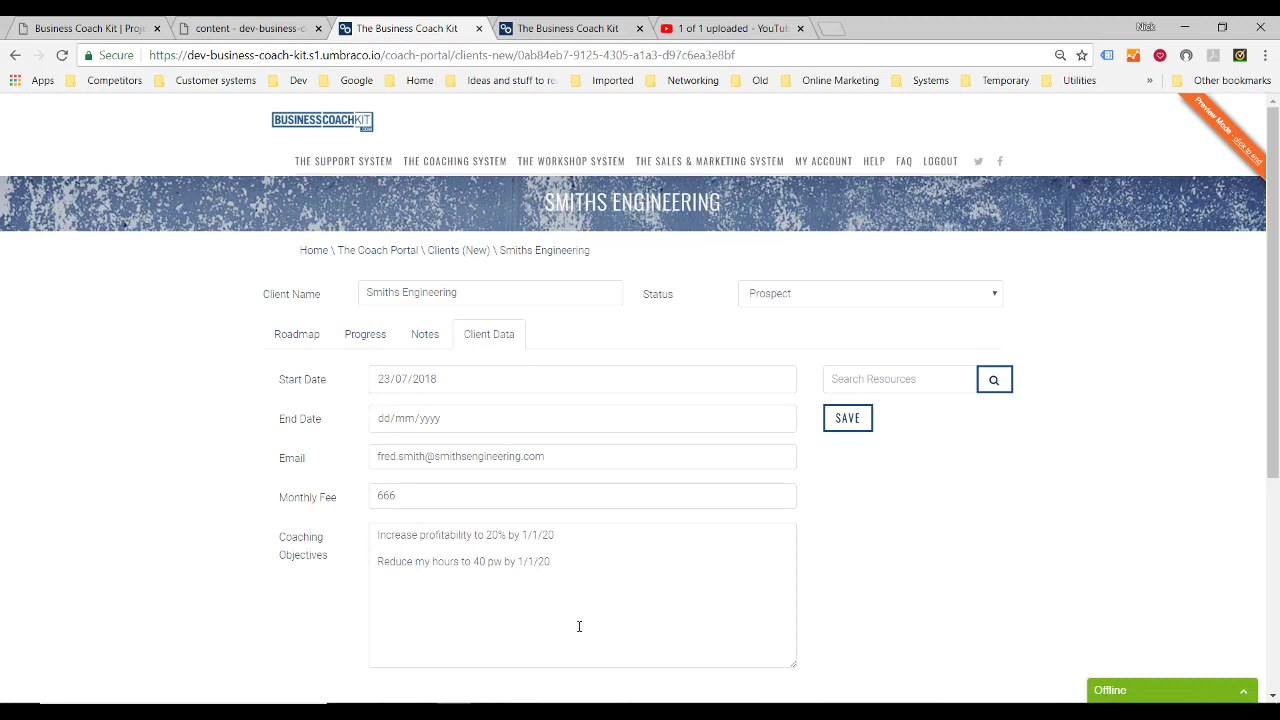 Business Coach Kit | Proje
content - dev-business-c
The Business Coach Kit
The Business Coach Kit
1 of 1 uploaded - YouTub
Nick
Secure
https://dev-business-coach-kit.s1.umbraco.io/coach-portal/clients-new/0ab84eb7-9125-4305-a1a3-d97c6ea3e8bf
Apps
Competitors
Customer systems
Dev
Google
Home
Ideas and stuff to re
Imported
Networking
Old
Online Marketing
Systems
Temporary
Utilities
»
Other bookmarks
BUSINESSCOACHKIT
.COM
Preview Mode - click to end
THE SUPPORT SYSTEM
THE COACHING SYSTEM
THE WORKSHOP SYSTEM
THE SALES & MARKETING SYSTEM
MY ACCOUNT
HELP
FAQ
LOGOUT
SMITHS ENGINEERING
Home \ The Coach Portal \ Clients (New) \ Smiths Engineering
Client Name
Smiths Engineering
Status
Prospect
Roadmap
Progress
Notes
Client Data
Start Date
23/07/2018
Search Resources
End Date
dd/mm/yyyy
SAVE
Email
fred.smith@smithsengineering.com
Monthly Fee
666
Coaching
Objectives
Increase profitability to 20% by 1/1/20
Reduce my hours to 40 pw by 1/1/20
Offline